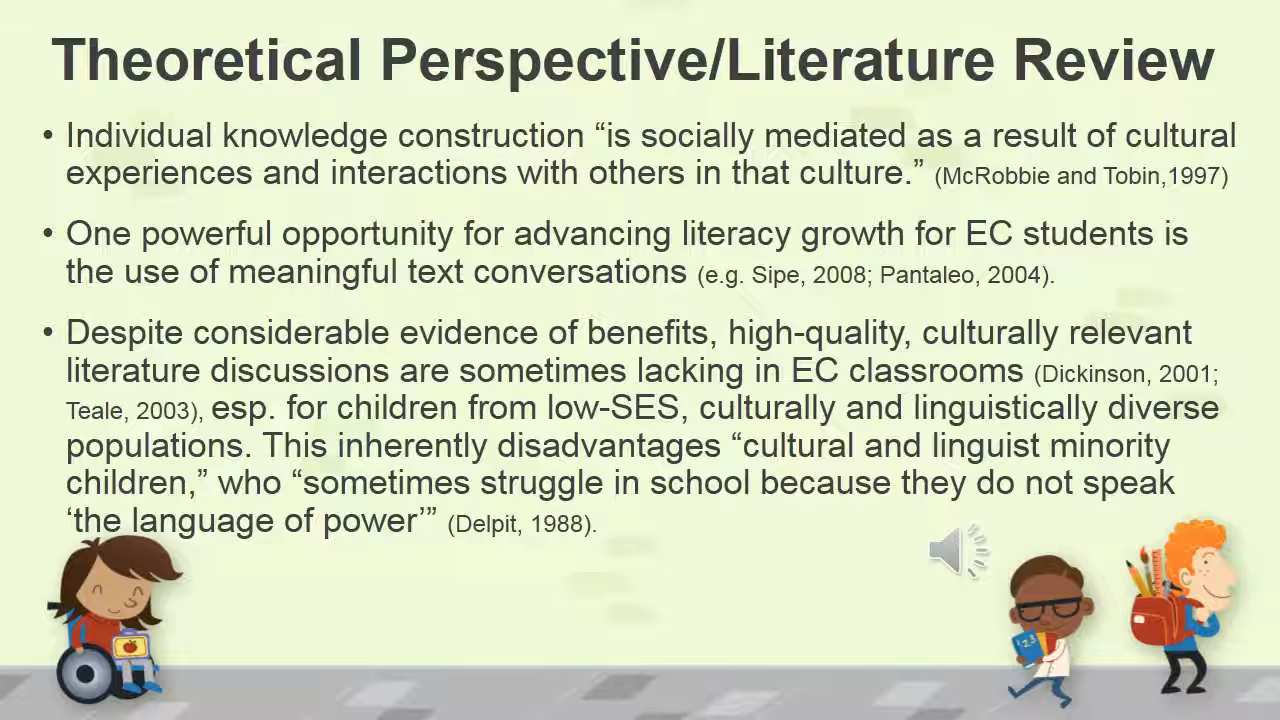 Theoretical Perspective/Literature Review
• Individual knowledge construction “is socially mediated as a result of cultural
experiences and interactions with others in that culture.” (McRobbie and Tobin,1997)
• One powerful opportunity for advancing literacy growth for EC students is
the use of meaningful text conversations (e.g. Sipe, 2008; Pantaleo, 2004).
• Despite considerable evidence of benefits, high-quality, culturally relevant
literature discussions are sometimes lacking in EC classrooms (Dickinson, 2001;
Teale, 2003), esp. for children from low-SES, culturally and linguistically diverse
populations. This inherently disadvantages “cultural and linguist minority
children,” who “sometimes struggle in school because they do not speak
‘the language of power’” (Delpit, 1988).
123